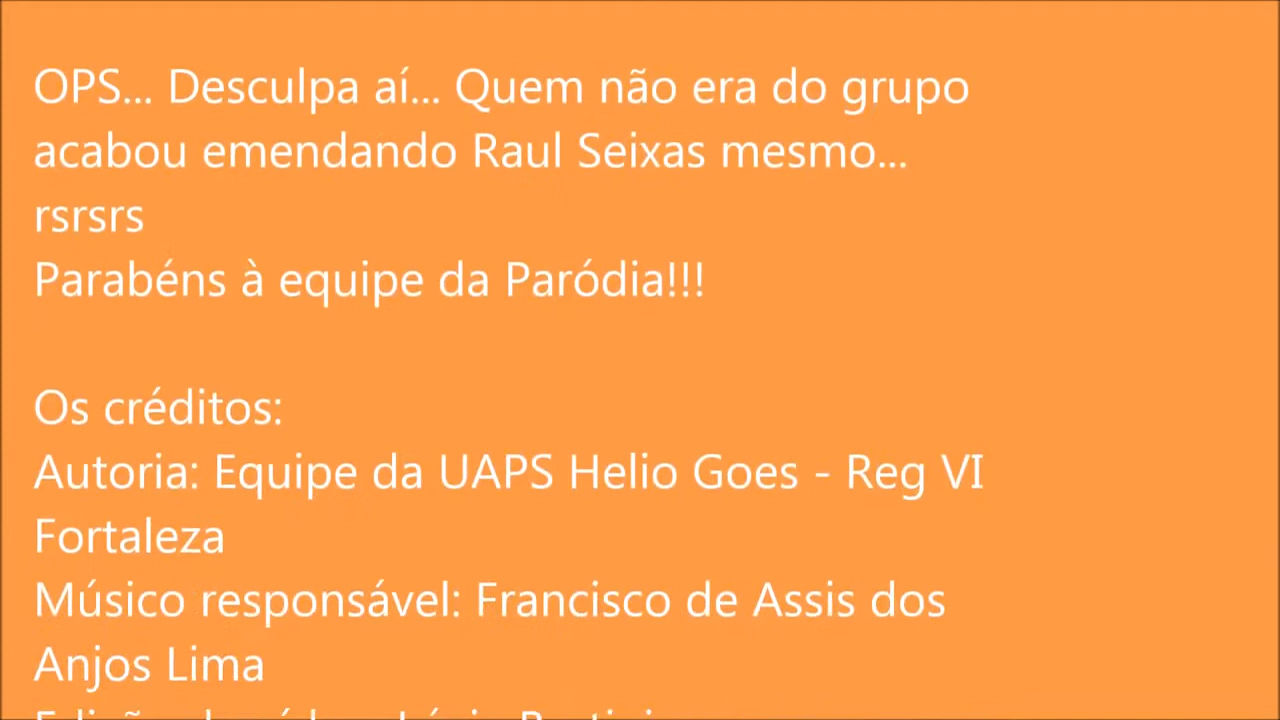 OPS... Desculpa aí... Quem não era do grupo
acabou emendando Raul Seixas mesmo...
rsrsrs
Parabéns à equipe da Paródia!!!
Os créditos:
Autoria: Equipe da UAPS Helio Goes - Reg VI
Fortaleza
Músico responsável: Francisco de Assis dos
Anjos Lima